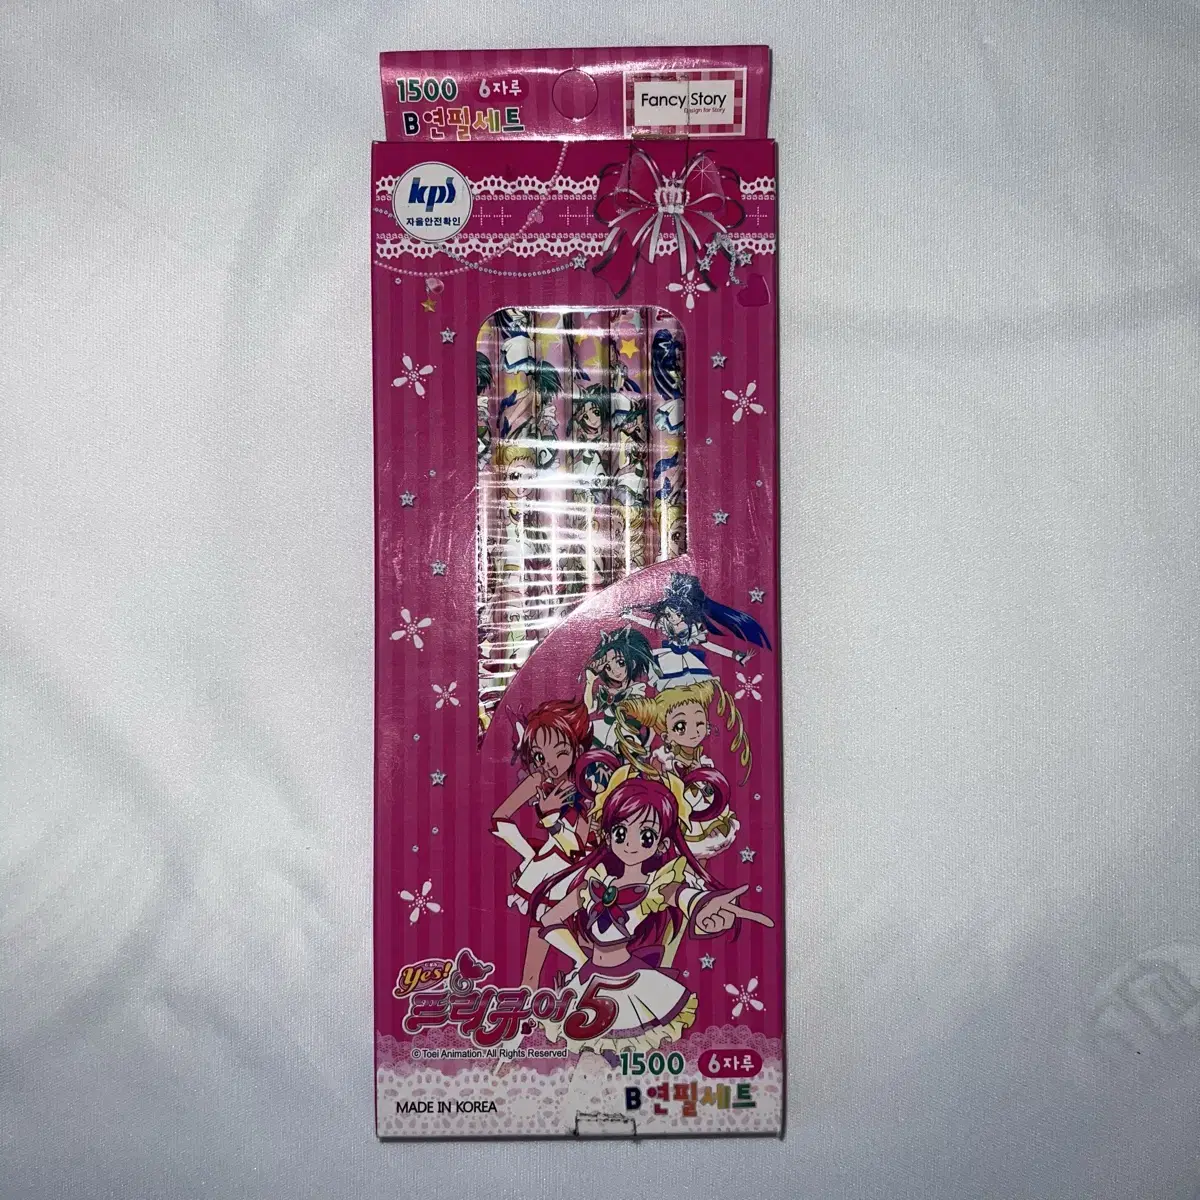 1500 6자루
B 연필세트
Fancy Story
Design for Story
kps
자율안전확인
Yes!
프리큐어5
© Toei Animation. All Rights Reserved
1500 6자루
B 연필세트
MADE IN KOREA